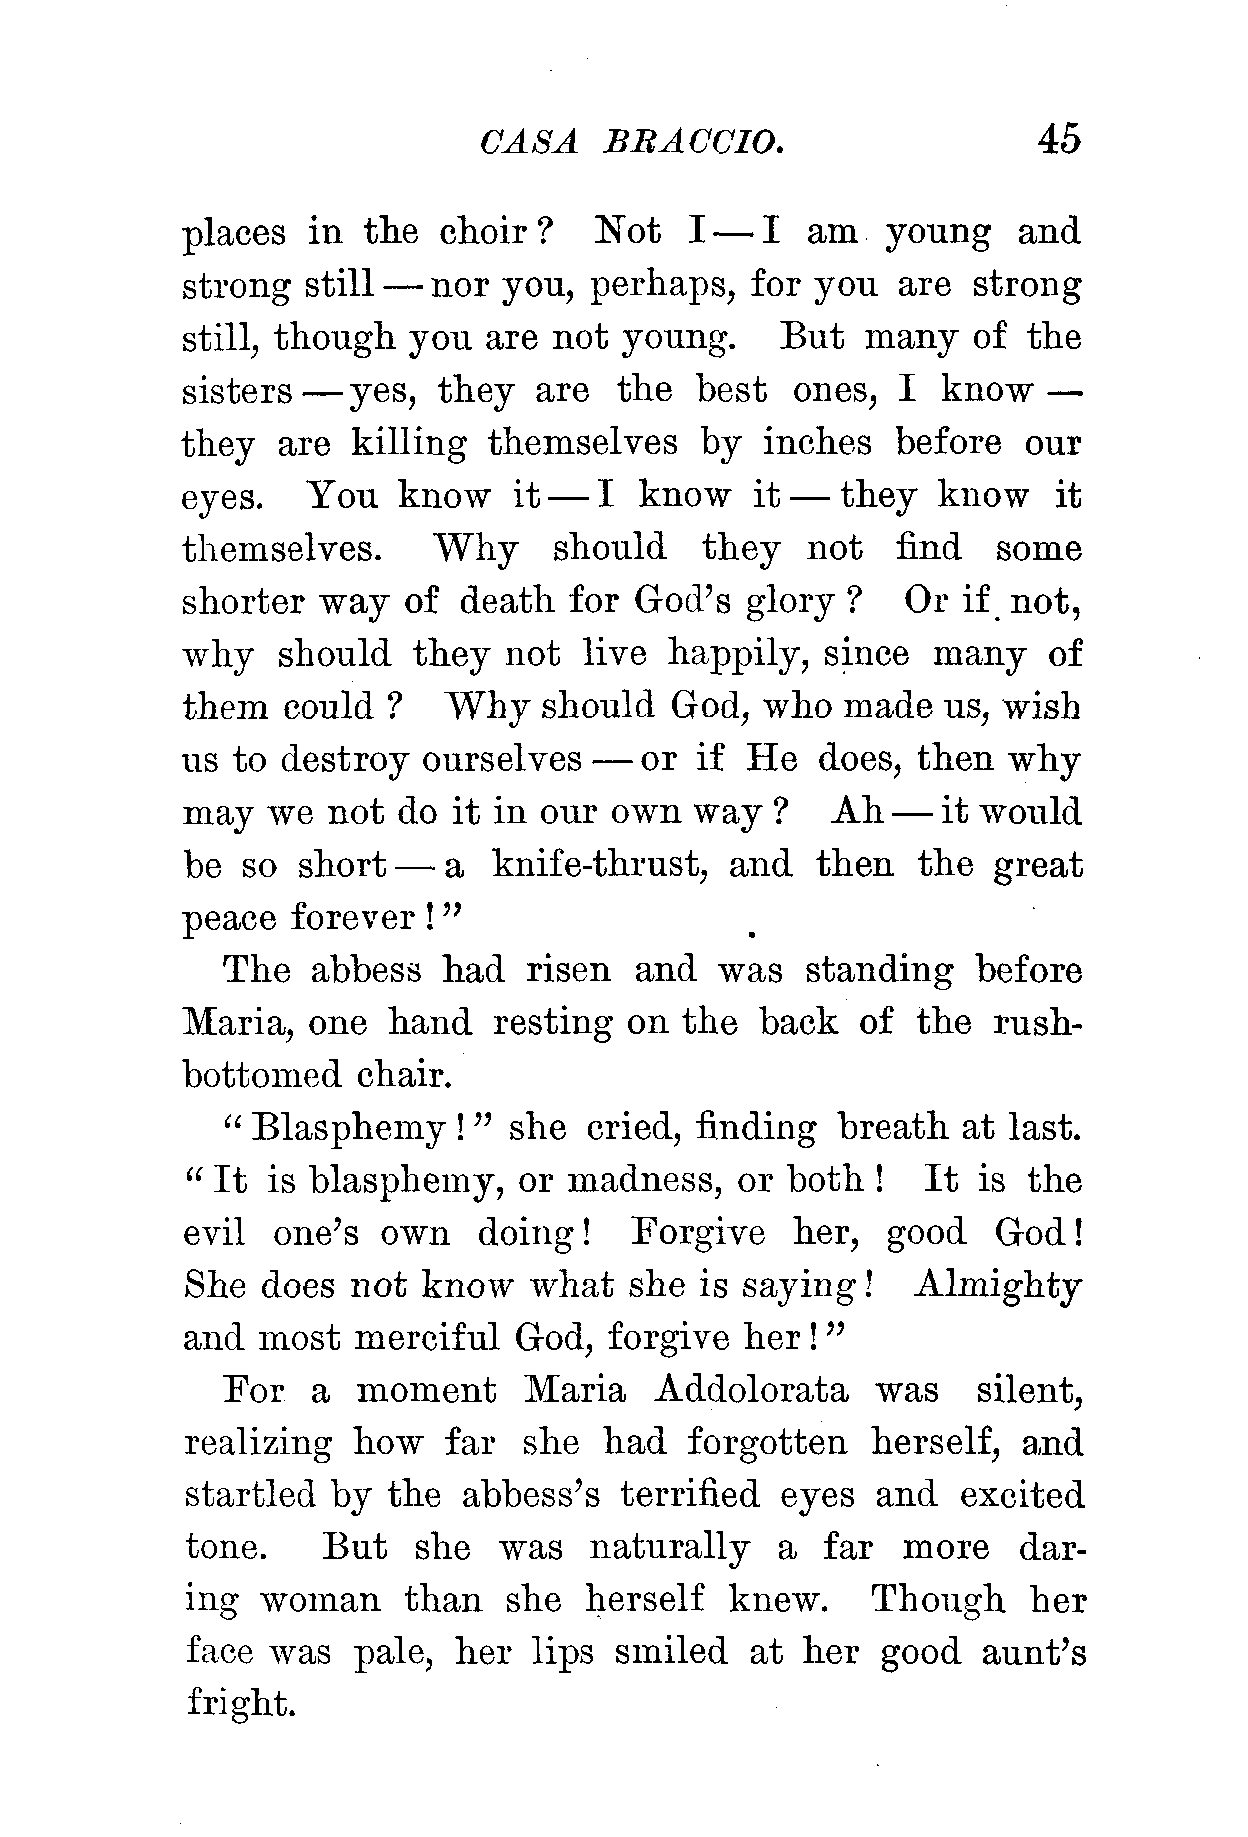 CASA BRACCIO. 45
places in the choir? Not I—I am young and
strong still—nor you, perhaps, for you are strong
still, though you are not young. But many of the
sisters—yes, they are the best ones, I know—
they are killing themselves by inches before our
eyes. You know it—I know it—they know it
themselves. Why should they not find some
shorter way of death for God's glory? Or if not,
why should they not live happily, since many of
them could? Why should God, who made us, wish
us to destroy ourselves—or if He does, then why
may we not do it in our own way? Ah—it would
be so short—a knife-thrust, and then the great
peace forever!"
The abbess had risen and was standing before
Maria, one hand resting on the back of the rush-
bottomed chair.
"Blasphemy!" she cried, finding breath at last.
"It is blasphemy, or madness, or both! It is the
evil one's own doing! Forgive her, good God!
She does not know what she is saying! Almighty
and most merciful God, forgive her!"
For a moment Maria Addolorata was silent,
realizing how far she had forgotten herself, and
startled by the abbess's terrified eyes and excited
tone. But she was naturally a far more dar-
ing woman than she herself knew. Though her
face was pale, her lips smiled at her good aunt's
fright.